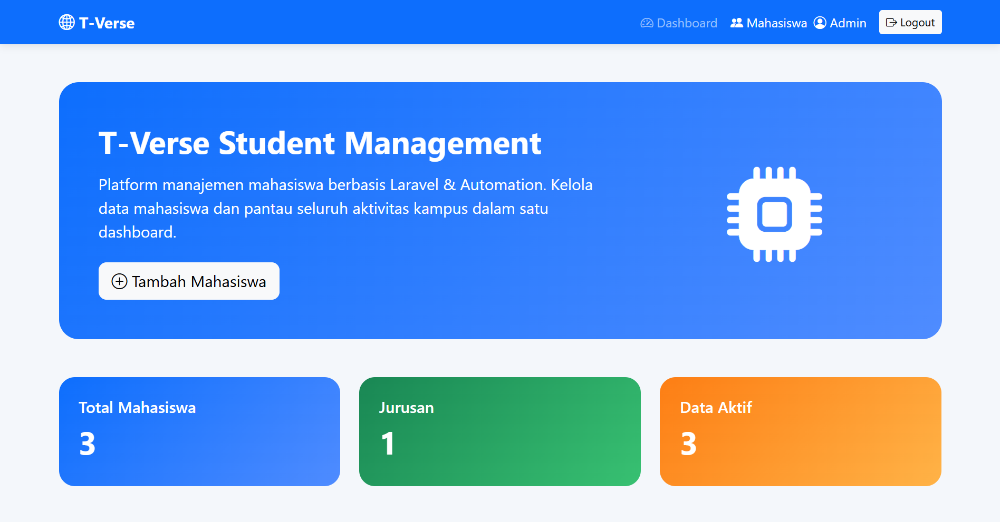 T-Verse
Dashboard
Mahasiswa
Admin
Logout
T-Verse Student Management
Platform manajemen mahasiswa berbasis Laravel & Automation. Kelola
data mahasiswa dan pantau seluruh aktivitas kampus dalam satu
dashboard.
Tambah Mahasiswa
Total Mahasiswa
3
Jurusan
1
Data Aktif
3